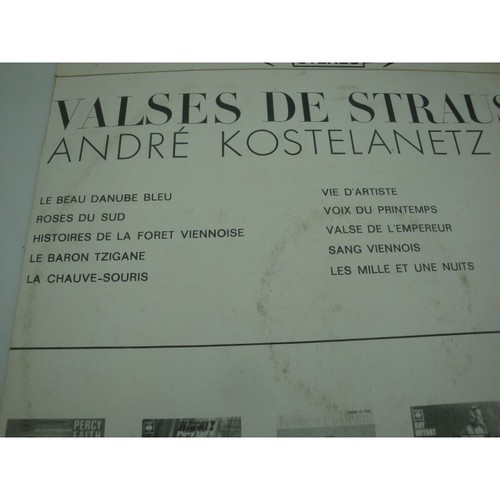 STEREO
VALSES DE STRAUS
ANDRÉ KOSTELANETZ
LE BEAU DANUBE BLEU
ROSES DU SUD
HISTOIRES DE LA FORET VIENNOISE
LE BARON TZIGANE
LA CHAUVE-SOURIS
VIE D'ARTISTE
VOIX DU PRINTEMPS
VALSE DE L'EMPEREUR
SANG VIENNOIS
LES MILLE ET UNE NUITS
PERCY
FAITH
RAY